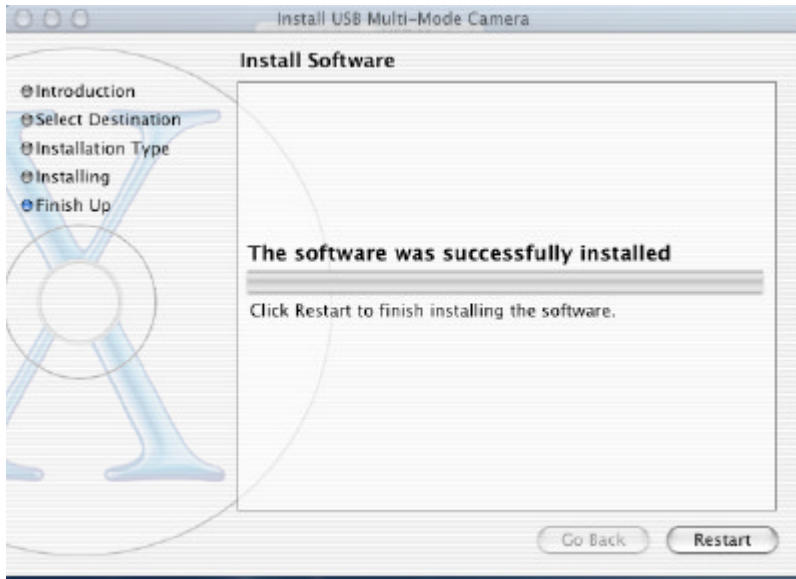 Install USB Multi-Mode Camera
Install Software
Introduction
Select Destination
Installation Type
Installing
Finish Up
The software was successfully installed
Click Restart to finish installing the software.
Go Back
Restart